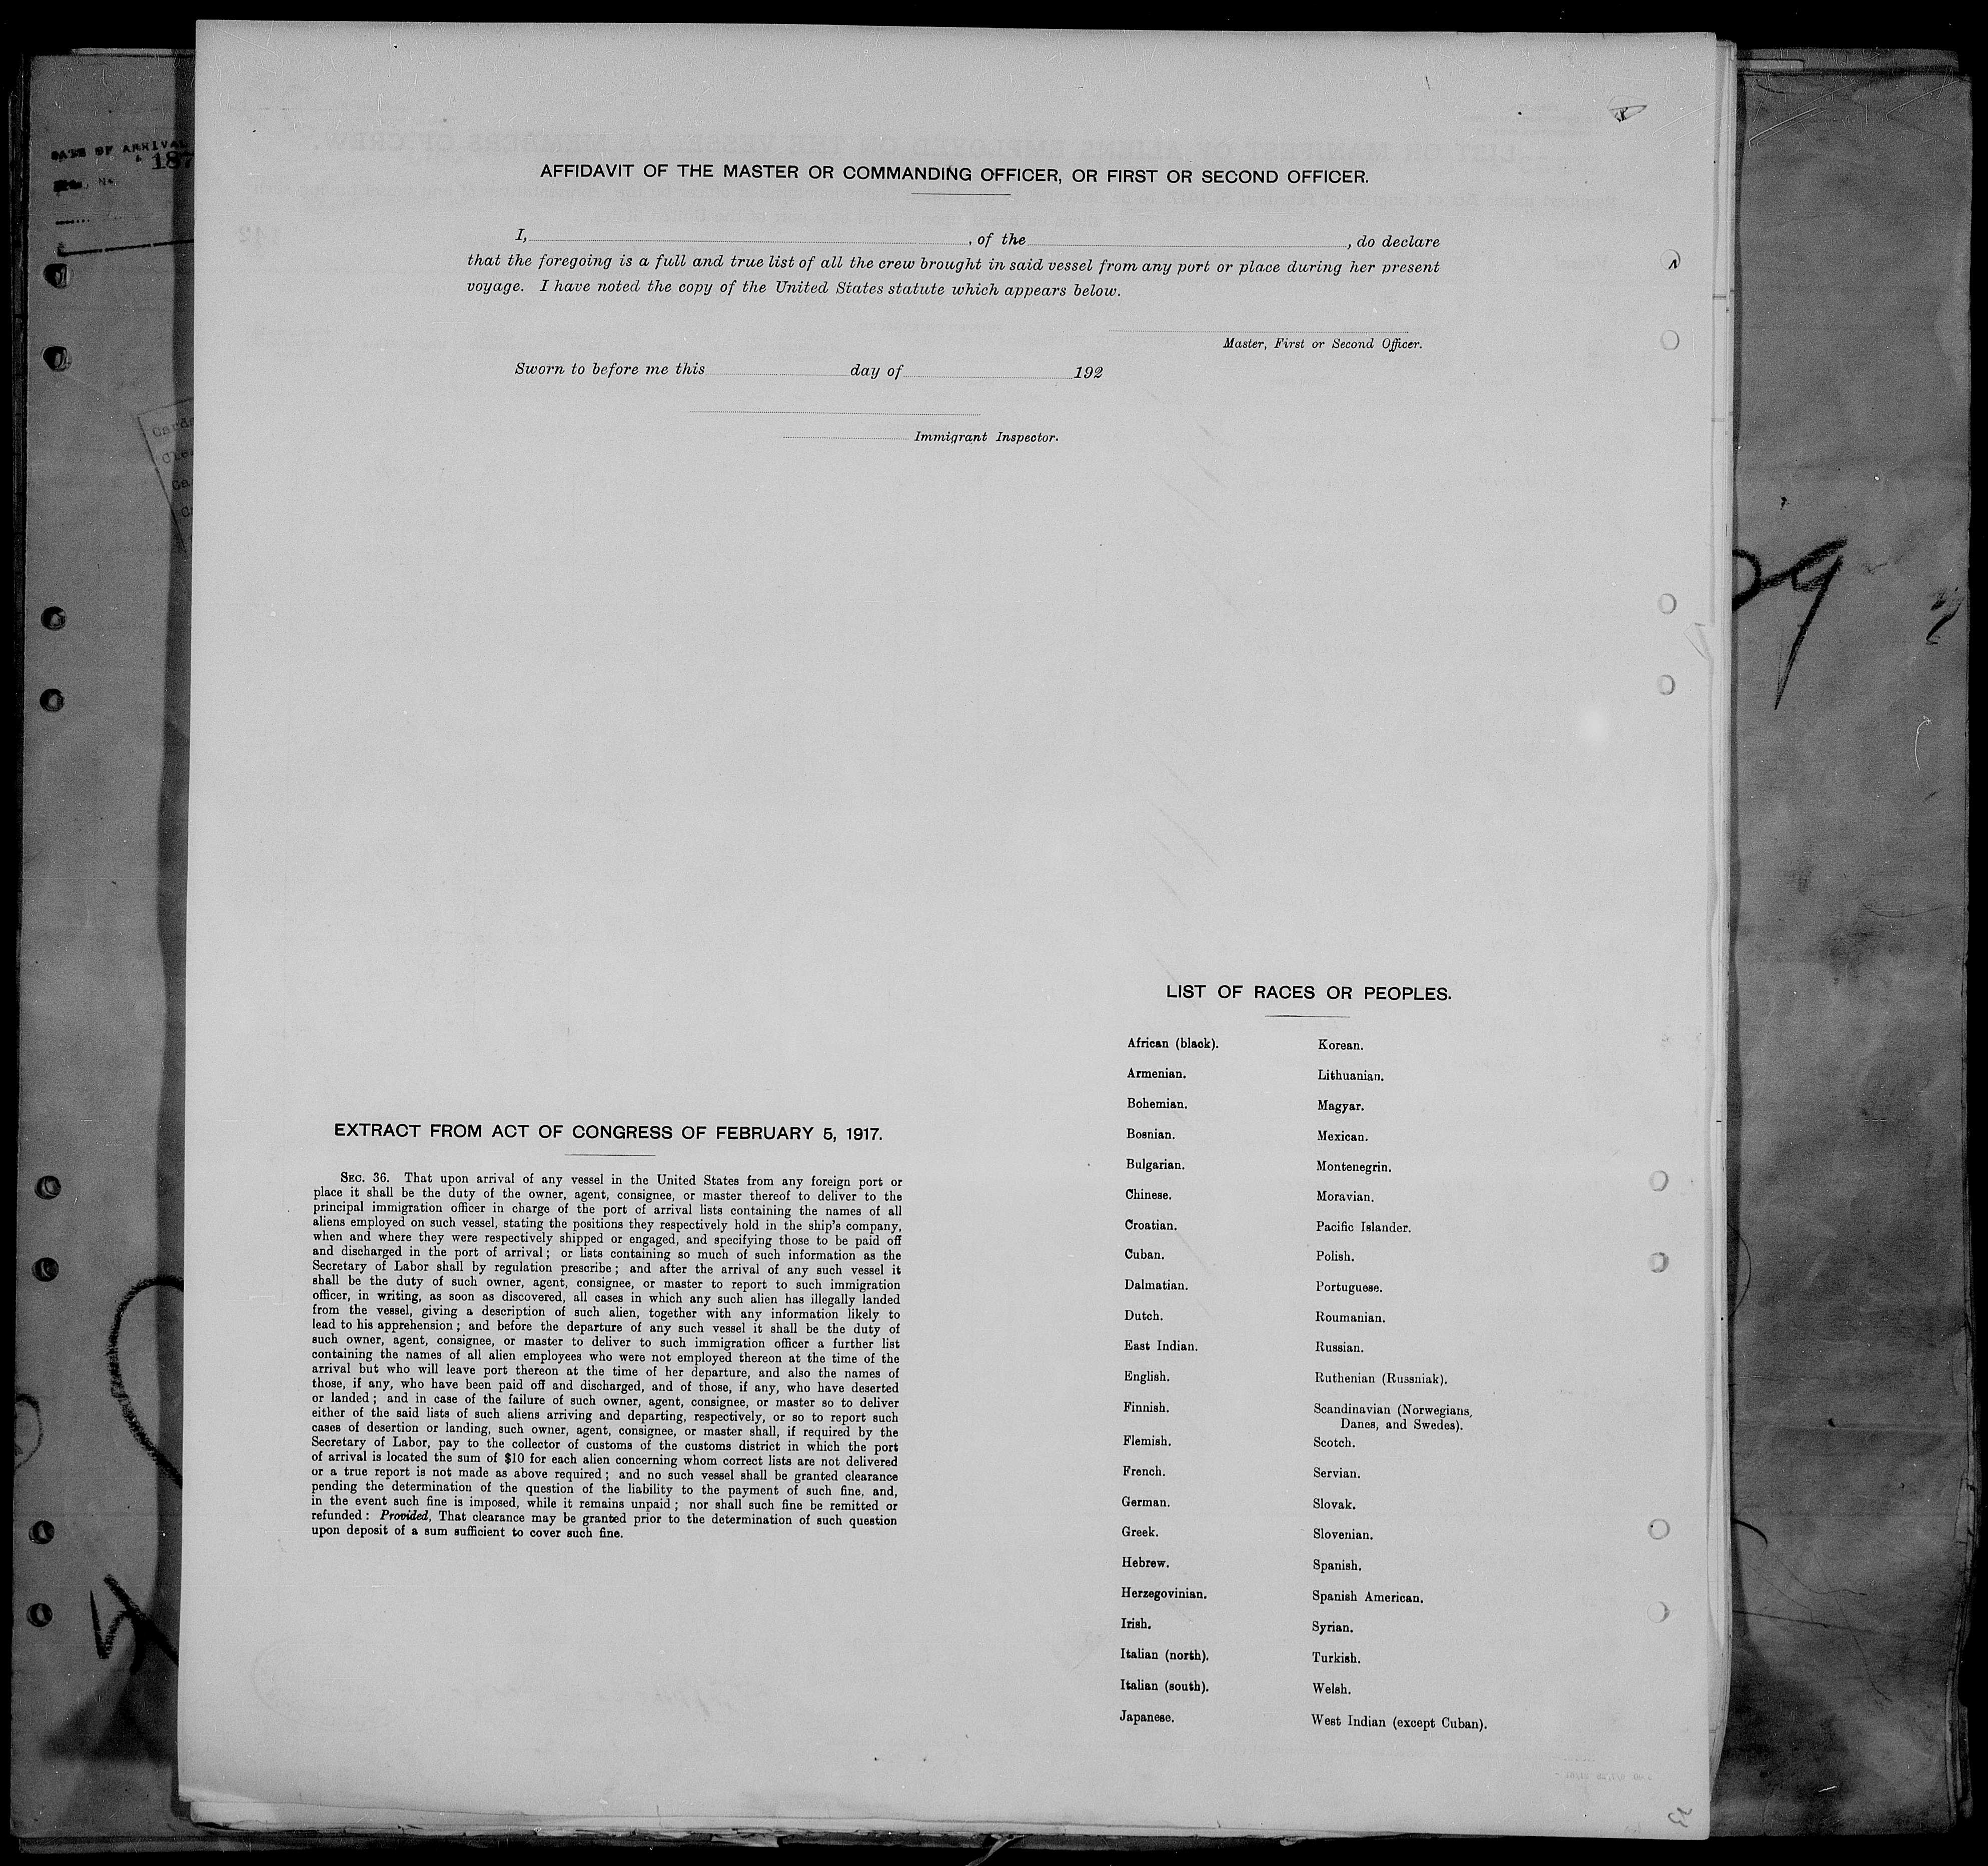 DATE OF ARRIVAL
187
AFFIDAVIT OF THE MASTER OR COMMANDING OFFICER, OR FIRST OR SECOND OFFICER.
I, , of the , do declare
that the foregoing is a full and true list of all the crew brought in said vessel from any port or place during her present
voyage. I have noted the copy of the United States statute which appears below.
Master, First or Second Officer.
Sworn to before me this day of 192
Immigrant Inspector.
EXTRACT FROM ACT OF CONGRESS OF FEBRUARY 5, 1917.
SEC. 36. That upon arrival of any vessel in the United States from any foreign port or
place it shall be the duty of the owner, agent, consignee, or master thereof to deliver to the
principal immigration officer in charge of the port of arrival lists containing the names of all
aliens employed on such vessel, stating the positions they respectively hold in the ship's company,
when and where they were respectively shipped or engaged, and specifying those to be paid off
and discharged in the port of arrival; or lists containing so much of such information as the
Secretary of Labor shall by regulation prescribe; and after the arrival of any such vessel it
shall be the duty of such owner, agent, consignee, or master to report to such immigration
officer, in writing, as soon as discovered, all cases in which any such alien has illegally landed
from the vessel, giving a description of such alien, together with any information likely to
lead to his apprehension; and before the departure of any such vessel it shall be the duty of
such owner, agent, consignee, or master to deliver to such immigration officer a further list
containing the names of all alien employees who were not employed thereon at the time of the
arrival but who will leave port thereon at the time of her departure, and also the names of
those, if any, who have been paid off and discharged, and of those, if any, who have deserted
or landed; and in case of the failure of such owner, agent, consignee, or master so to deliver
either of the said lists of such aliens arriving and departing, respectively, or so to report such
cases of desertion or landing, such owner, agent, consignee, or master shall, if required by the
Secretary of Labor, pay to the collector of customs of the customs district in which the port
of arrival is located the sum of $10 for each alien concerning whom correct lists are not delivered
or a true report is not made as above required; and no such vessel shall be granted clearance
pending the determination of the question of the liability to the payment of such fine, and,
in the event such fine is imposed, while it remains unpaid; nor shall such fine be remitted or
refunded: Provided, That clearance may be granted prior to the determination of such question
upon deposit of a sum sufficient to cover such fine.
LIST OF RACES OR PEOPLES.
African (black).
Armenian.
Bohemian.
Bosnian.
Bulgarian.
Chinese.
Croatian.
Cuban.
Dalmatian.
Dutch.
East Indian.
English.
Finnish.
Flemish.
French.
German.
Greek.
Hebrew.
Herzegovinian.
Irish.
Italian (north).
Italian (south).
Japanese.
Korean.
Lithuanian.
Magyar.
Mexican.
Montenegrin.
Moravian.
Pacific Islander.
Polish.
Portuguese.
Roumanian.
Russian.
Ruthenian (Russniak).
Scandinavian (Norwegians,
Danes, and Swedes).
Scotch.
Servian.
Slovak.
Slovenian.
Spanish.
Spanish American.
Syrian.
Turkish.
Welsh.
West Indian (except Cuban).